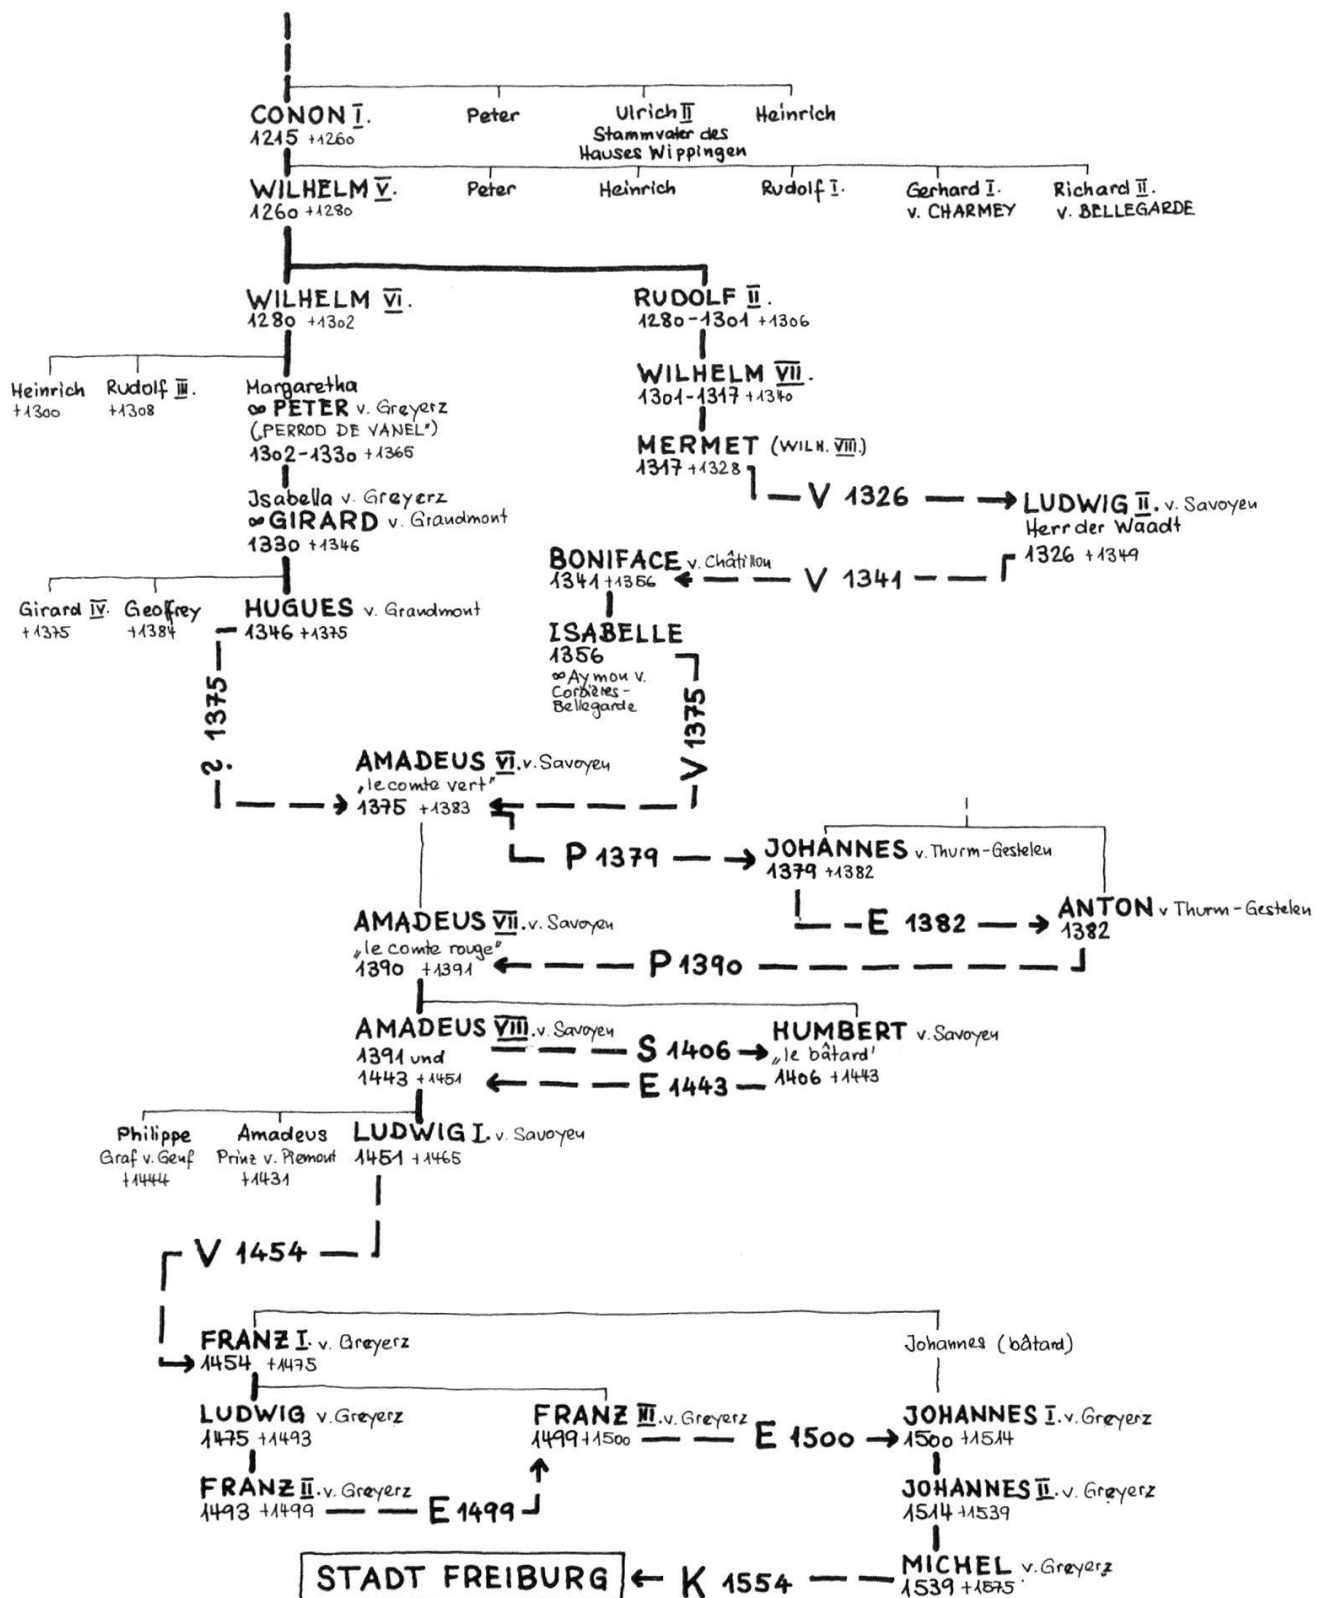 CONON I.
1215 +1260
Peter
Ulrich II
Stammvater des
Hauses Wippingen
Heinrich
WILHELM V.
1260 +1280
Peter
Heinrich
Rudolf I.
Gerhard I.
v. CHARMEY
Richard II.
v. BELLEGARDE
WILHELM VI.
1280 +1302
RUDOLF II.
1280-1301 +1306
Heinrich
+1300
Rudolf III.
+1308
Margaretha
∞ PETER v. Greyerz
("PERROD DE VANEL")
1302-1330 +1365
WILHELM VII.
1301-1317 +1340
MERMET (WILH. VIII.)
1317 +1328
V 1326
LUDWIG II. v. Savoyen
Herr der Waadt
1326 +1349
Isabella v. Greyerz
∞ GIRARD v. Grandmont
1330 +1346
BONIFACE v. Châtillon
1341 +1356
V 1341
Girard IV.
+1375
Geoffrey
+1384
HUGUES v. Grandmont
1346 +1375
ISABELLE
1356
∞ Aymon v.
Corbières-
Bellegarde
? 1375
V 1375
AMADEUS VI. v. Savoyen
"le comte vert"
1375 +1383
P 1379
JOHANNES v. Thurm-Gestelen
1379 +1382
E 1382
ANTON v Thurm-Gestelen
1382
AMADEUS VII. v. Savoyen
"le comte rouge"
1390 +1391
P 1390
AMADEUS VIII. v. Savoyen
1391 und
1443 +1451
S 1406
E 1443
HUMBERT v. Savoyen
"le bâtard'
1406 +1443
Philippe
Graf v. Genf
+1444
Amadeus
Prinz v. Piemont
+1431
LUDWIG I. v. Savoyen
1451 +1465
V 1454
FRANZ I. v. Greyerz
1454 +1475
Johannes (bâtard)
LUDWIG v. Greyerz
1475 +1493
FRANZ III. v. Greyerz
1499 +1500
E 1500
JOHANNES I. v. Greyerz
1500 +1514
FRANZ II. v. Greyerz
1493 +1499
E 1499
JOHANNES II. v. Greyerz
1514 +1539
STADT FREIBURG
K 1554
MICHEL v. Greyerz
1539 +1575